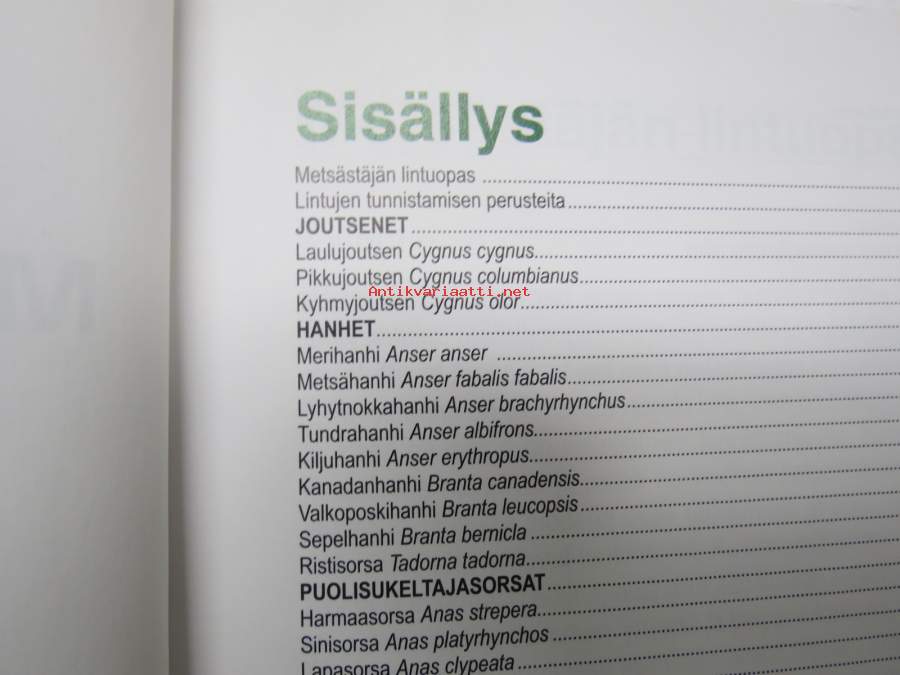 Sisällys
Metsästäjän lintuopas ................................................
Lintujen tunnistamisen perusteita................................................
JOUTSENET................................................
Laulujoutsen Cygnus cygnus................................................
Pikkujoutsen Cygnus columbianus................................................
Antikvariaatti.net
Kyhmyjoutsen Cygnus olor................................................
HANHET................................................
Merihanhi Anser anser ................................................
Metsähanhi Anser fabalis fabalis................................................
Lyhytnokkahanhi Anser brachyrhynchus................................................
Tundrahanhi Anser albifrons................................................
Kiljuhanhi Anser erythropus................................................
Kanadanhanhi Branta canadensis................................................
Valkoposkihanhi Branta leucopsis................................................
Sepelhanhi Branta bernicla ................................................
Ristisorsa Tadorna tadorna................................................
PUOLISUKELTAJASORSAT................................................
Harmaasorsa Anas strepera................................................
Sinisorsa Anas platyrhynchos ................................................
Lapasorsa Anas clypeata................................................